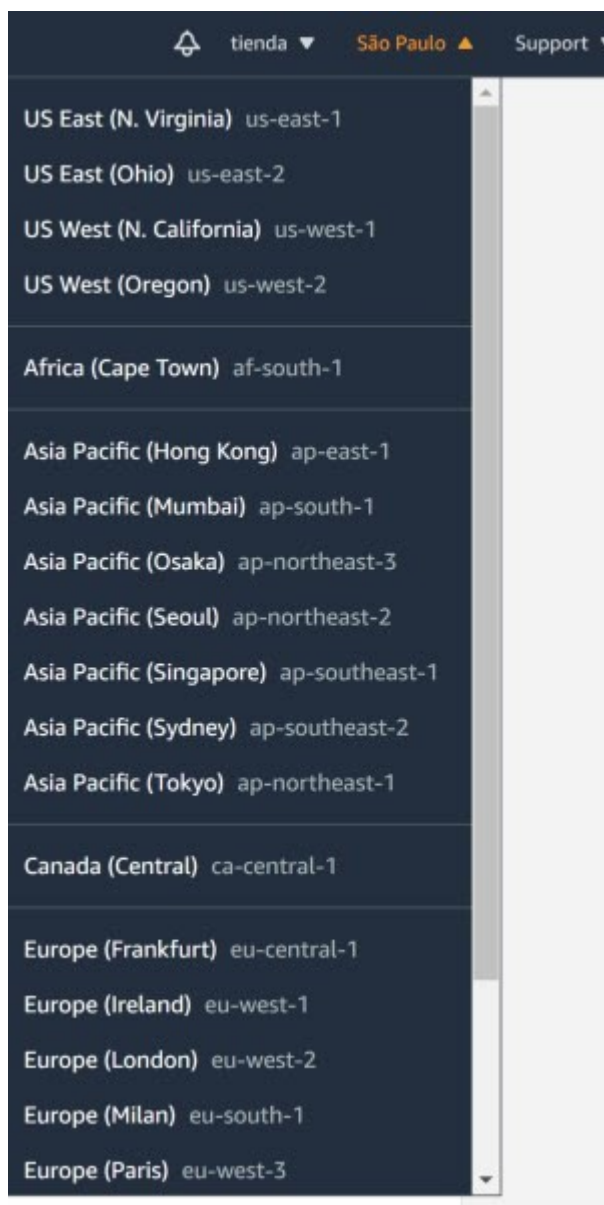 tienda ▼ São Paulo ▲ Support
US East (N. Virginia) us-east-1
US East (Ohio) us-east-2
US West (N. California) us-west-1
US West (Oregon) us-west-2
Africa (Cape Town) af-south-1
Asia Pacific (Hong Kong) ap-east-1
Asia Pacific (Mumbai) ap-south-1
Asia Pacific (Osaka) ap-northeast-3
Asia Pacific (Seoul) ap-northeast-2
Asia Pacific (Singapore) ap-southeast-1
Asia Pacific (Sydney) ap-southeast-2
Asia Pacific (Tokyo) ap-northeast-1
Canada (Central) ca-central-1
Europe (Frankfurt) eu-central-1
Europe (Ireland) eu-west-1
Europe (London) eu-west-2
Europe (Milan) eu-south-1
Europe (Paris) eu-west-3